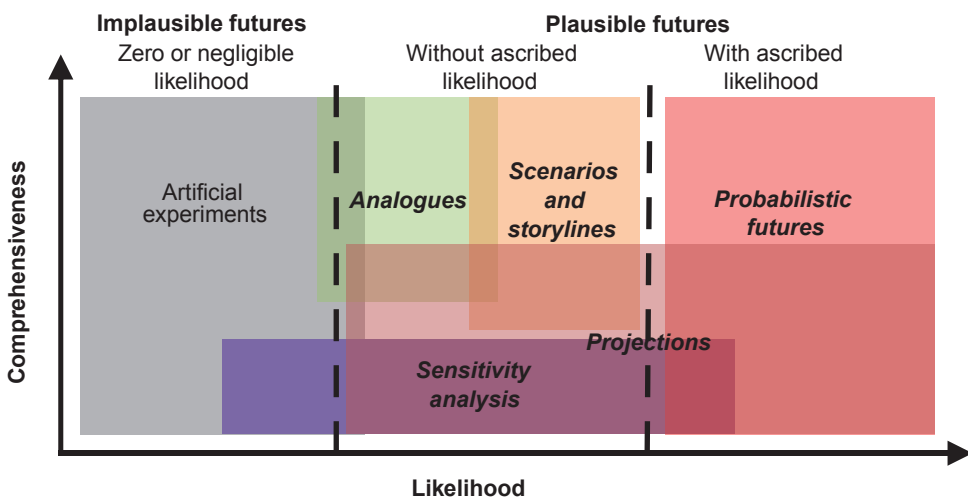 Implausible futures
Plausible futures
Zero or negligible
likelihood
Without ascribed
likelihood
With ascribed
likelihood
Comprehensiveness
Artificial
experiments
Analogues
Scenarios
and
storylines
Probabilistic
futures
Projections
Sensitivity
analysis
Likelihood